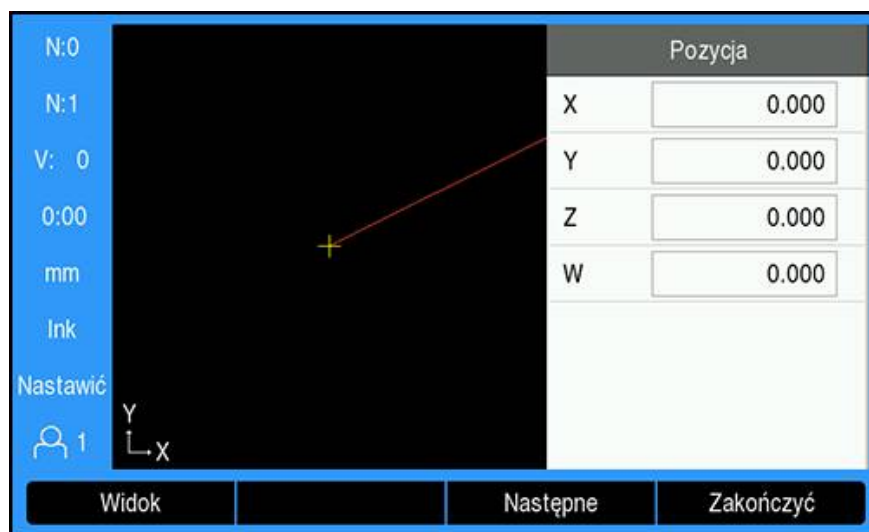 N:0
N:1
V: 0
0:00
mm
Ink
Nastawić
1
Y
X
Pozycja
X 0.000
Y 0.000
Z 0.000
W 0.000
Widok Następne Zakończyć